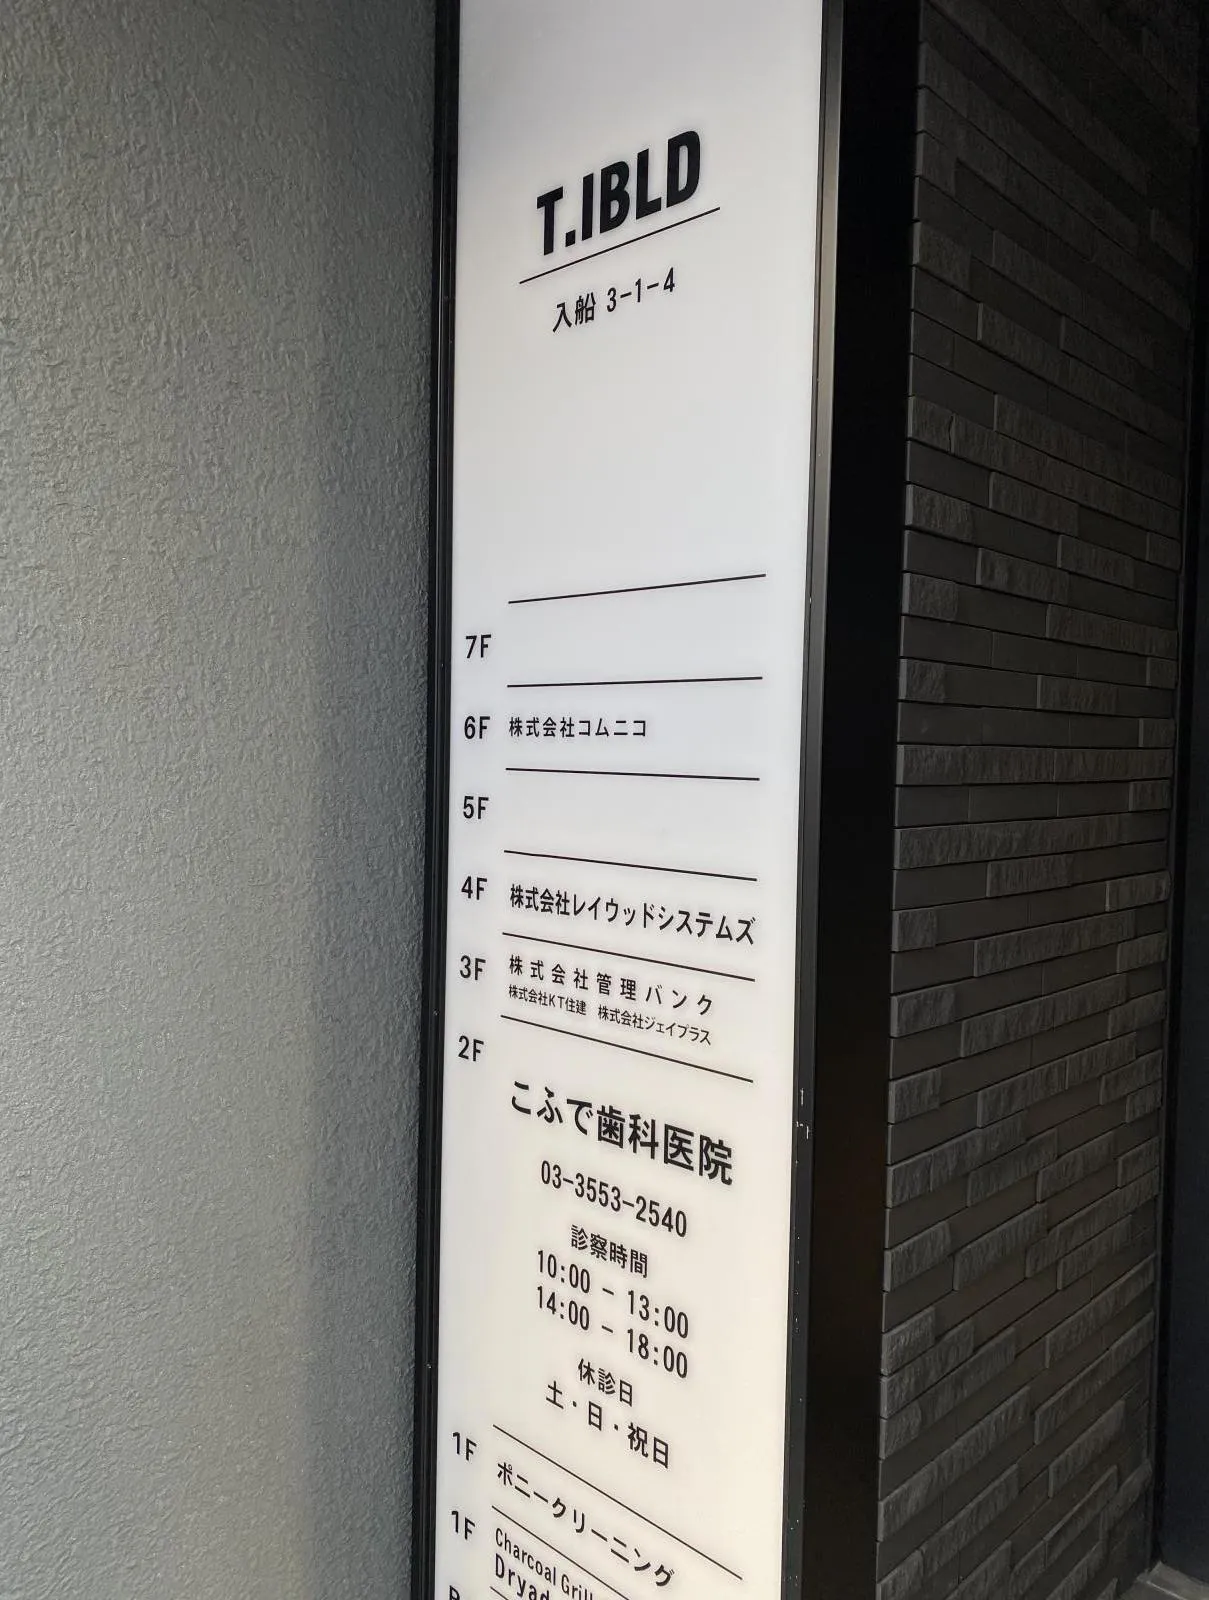 T.IBLD
入船 3-1-4
7F
6F 株式会社コムニコ
5F
4F 株式会社レイウッドシステムズ
3F 株式会社管理バンク
株式会社KT住建 株式会社ジェイプラス
2F
こふで歯科医院
03-3553-2540
診察時間
10:00 - 13:00
14:00 - 18:00
休診日
土・日・祝日
1F ポニークリーニング
1F Charcoal Grill
Dryad